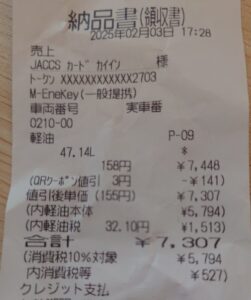 納品書(領収書)
2025年02月03日 17:28
売上
JACCS カード カイイン 様
トークン XXXXXXXXXXXX2703
M-EneKey(一般提携)
車両番号 実車番
0210-00
軽油 P-09
47.14L *
158円 ¥7,448
(QRクーポン値引 3円 -¥141)
値引後単価 (155円) ¥7,307
(内軽油本体 ¥5,794)
(内軽油税 32.10円 ¥1,513)
合計 ¥7,307
(消費税10%対象 ¥5,794
内消費税等 ¥527)
クレジット支払